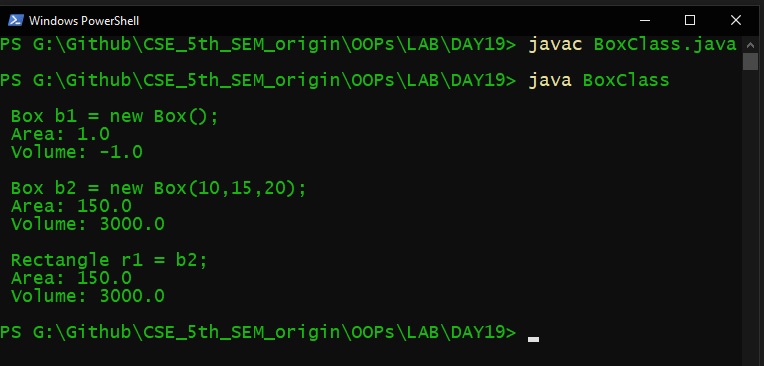 Windows PowerShell
PS G:\Github\CSE_5th_SEM_origin\OOPs\LAB\DAY19> javac BoxClass.java
PS G:\Github\CSE_5th_SEM_origin\OOPs\LAB\DAY19> java BoxClass
Box b1 = new Box();
Area: 1.0
Volume: -1.0
Box b2 = new Box(10,15,20);
Area: 150.0
Volume: 3000.0
Rectangle r1 = b2;
Area: 150.0
Volume: 3000.0
PS G:\Github\CSE_5th_SEM_origin\OOPs\LAB\DAY19>